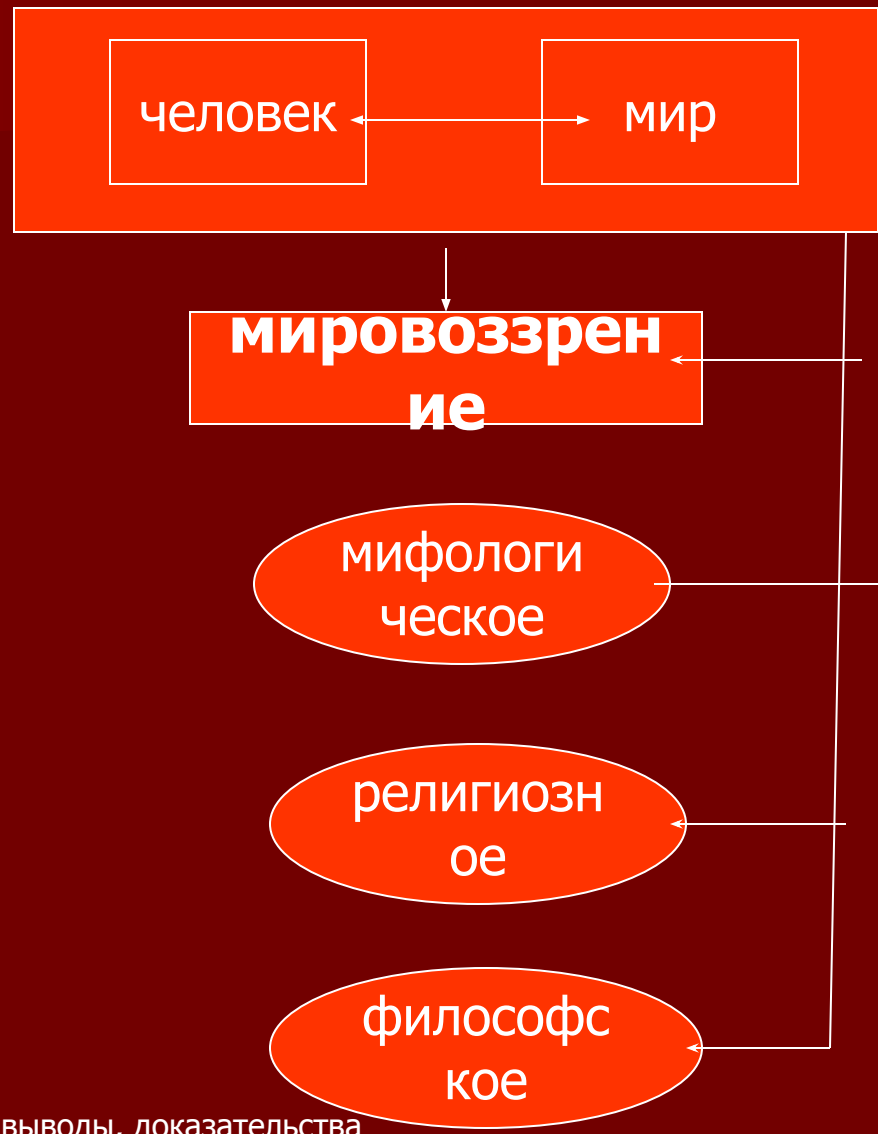 человек
мир
мировоззрен
ие
мифологи
ческое
религиозн
ое
философс
кое
выводы, доказательства